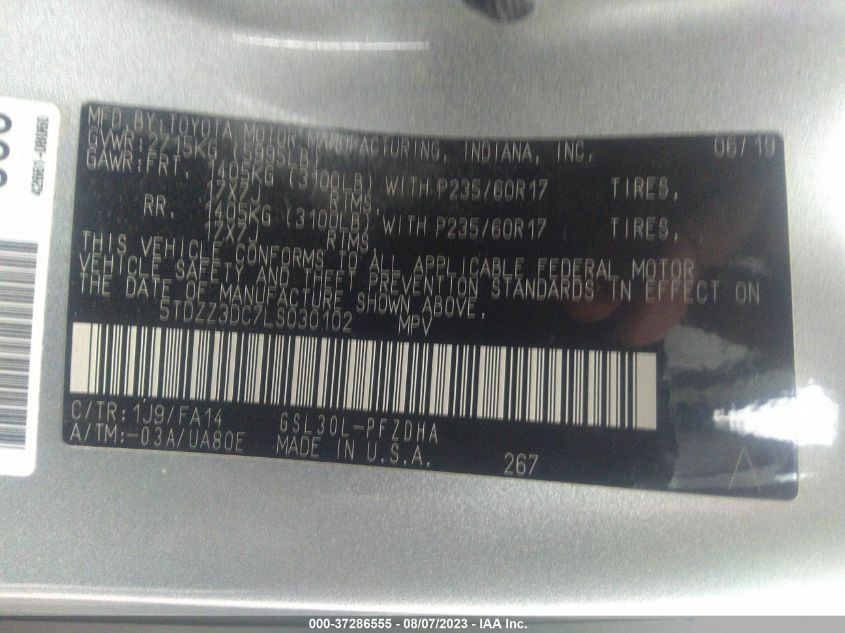 MFD. BY: TOYOTA MOTOR MANUFACTURING, INDIANA, INC. 06/19
GVWR: 2715KG (5985LB)
GAWR: FRT. 1405KG (3100LB) WITH P235/60R17 TIRES,
17X7J RIMS,
RR. 1405KG (3100LB) WITH P235/60R17 TIRES,
17X7J RIMS
THIS VEHICLE CONFORMS TO ALL APPLICABLE FEDERAL MOTOR
VEHICLE SAFETY AND THEFT PREVENTION STANDARDS IN EFFECT ON
THE DATE OF MANUFACTURE SHOWN ABOVE.
5TDZZ3DC7LS030102 MPV
C/TR: 1J9/FA14 GSL30L-PFZDHA
A/TM: -03A/UA80E MADE IN U.S.A. 267 A
000-37286555 - 08/07/2023 - IAA Inc.